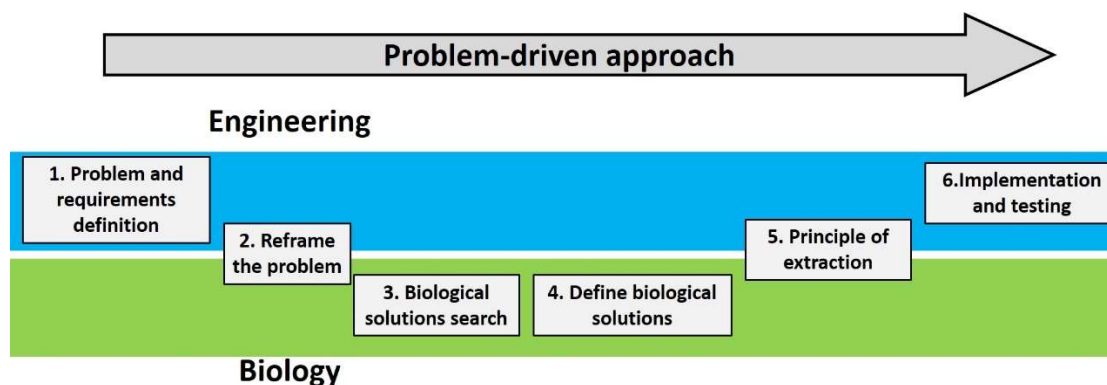 Problem-driven approach
Engineering
1. Problem and
requirements
definition
2. Reframe
the problem
3. Biological
solutions search
4. Define biological
solutions
5. Principle of
extraction
6.Implementation
and testing
Biology